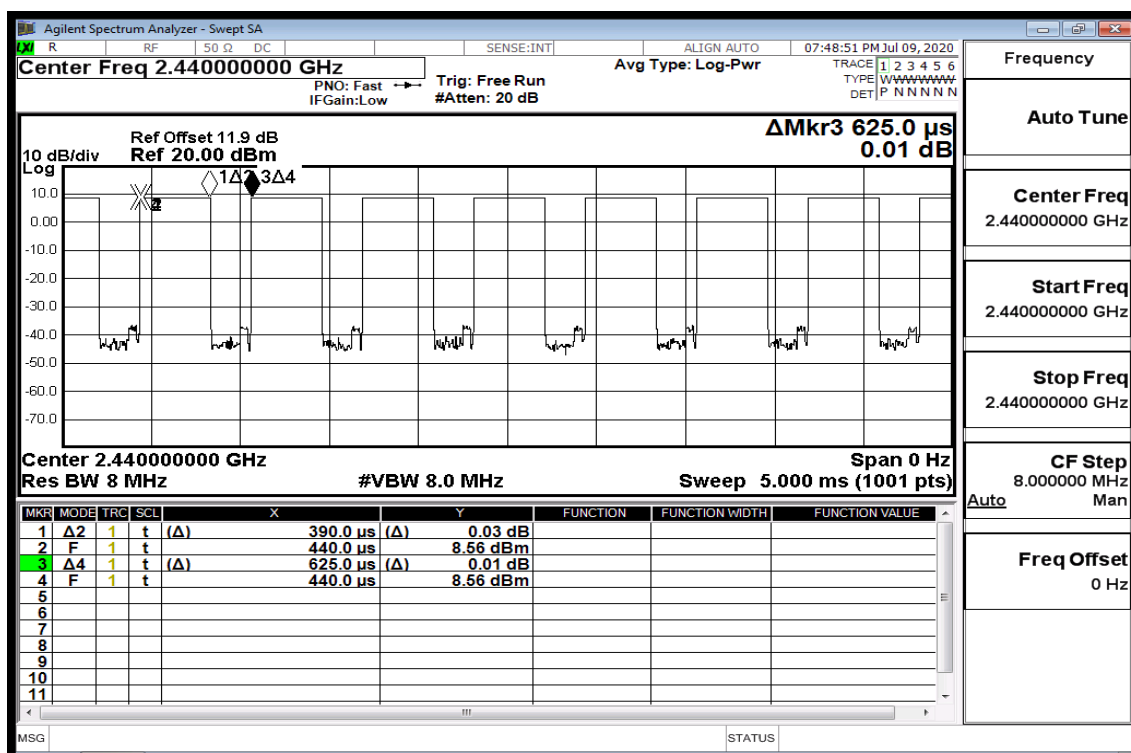 Agilent Spectrum Analyzer - Swept SA
LXI R RF 50 Ω DC SENSE:INT ALIGN AUTO 07:48:51 PM Jul 09, 2020
Center Freq 2.440000000 GHz
PNO: Fast
IFGain:Low
Trig: Free Run
#Atten: 20 dB
Avg Type: Log-Pwr
TRACE 1 2 3 4 5 6
TYPE WWWWWW
DET P N N N N N
ΔMkr3 625.0 µs
0.01 dB
Ref Offset 11.9 dB
10 dB/div Ref 20.00 dBm
Log
1Δ2 3Δ4
10.0
0.00
-10.0
-20.0
-30.0
-40.0
-50.0
-60.0
-70.0
Center 2.440000000 GHz Span 0 Hz
Res BW 8 MHz #VBW 8.0 MHz Sweep 5.000 ms (1001 pts)
MKR MODE TRC SCL X Y FUNCTION FUNCTION WIDTH FUNCTION VALUE
1 Δ2 1 t (Δ) 390.0 µs (Δ) 0.03 dB
2 F 1 t 440.0 µs 8.56 dBm
3 Δ4 1 t (Δ) 625.0 µs (Δ) 0.01 dB
4 F 1 t 440.0 µs 8.56 dBm
5
6
7
8
9
10
11
MSG STATUS
Frequency
Auto Tune
Center Freq
2.440000000 GHz
Start Freq
2.440000000 GHz
Stop Freq
2.440000000 GHz
CF Step
8.000000 MHz
Auto Man
Freq Offset
0 Hz